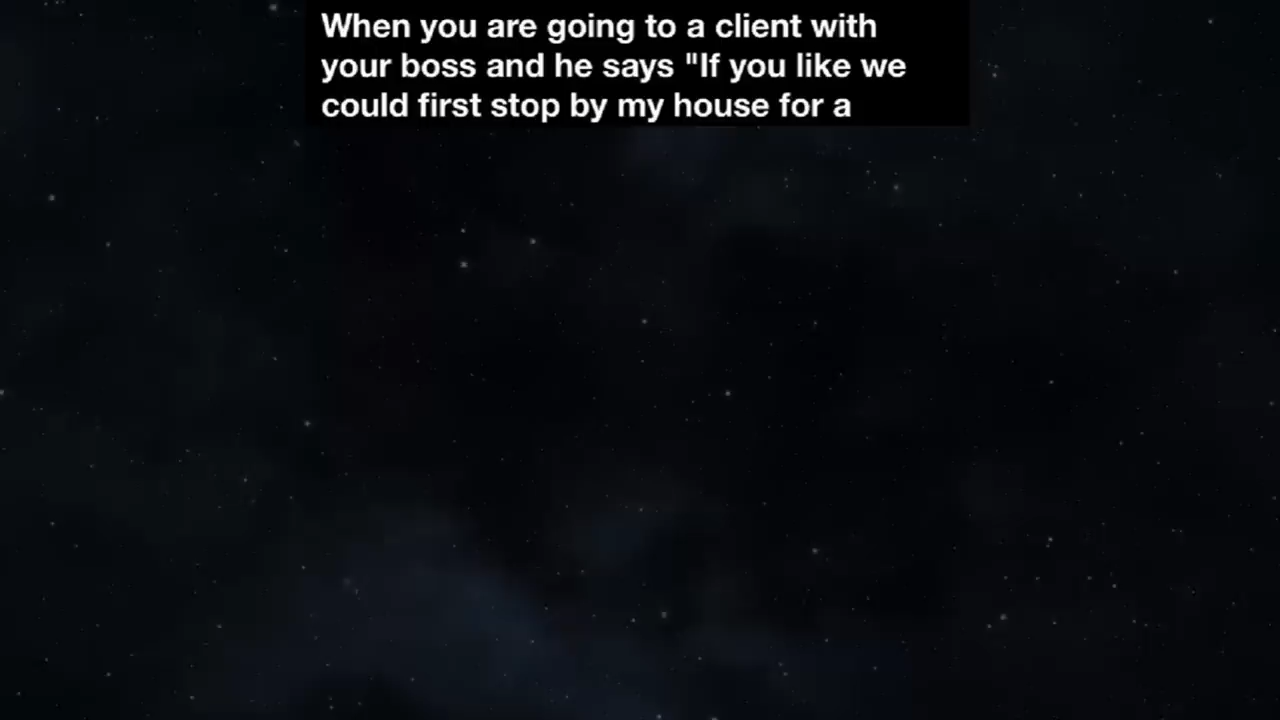 When you are going to a client with
your boss and he says "If you like we
could first stop by my house for a